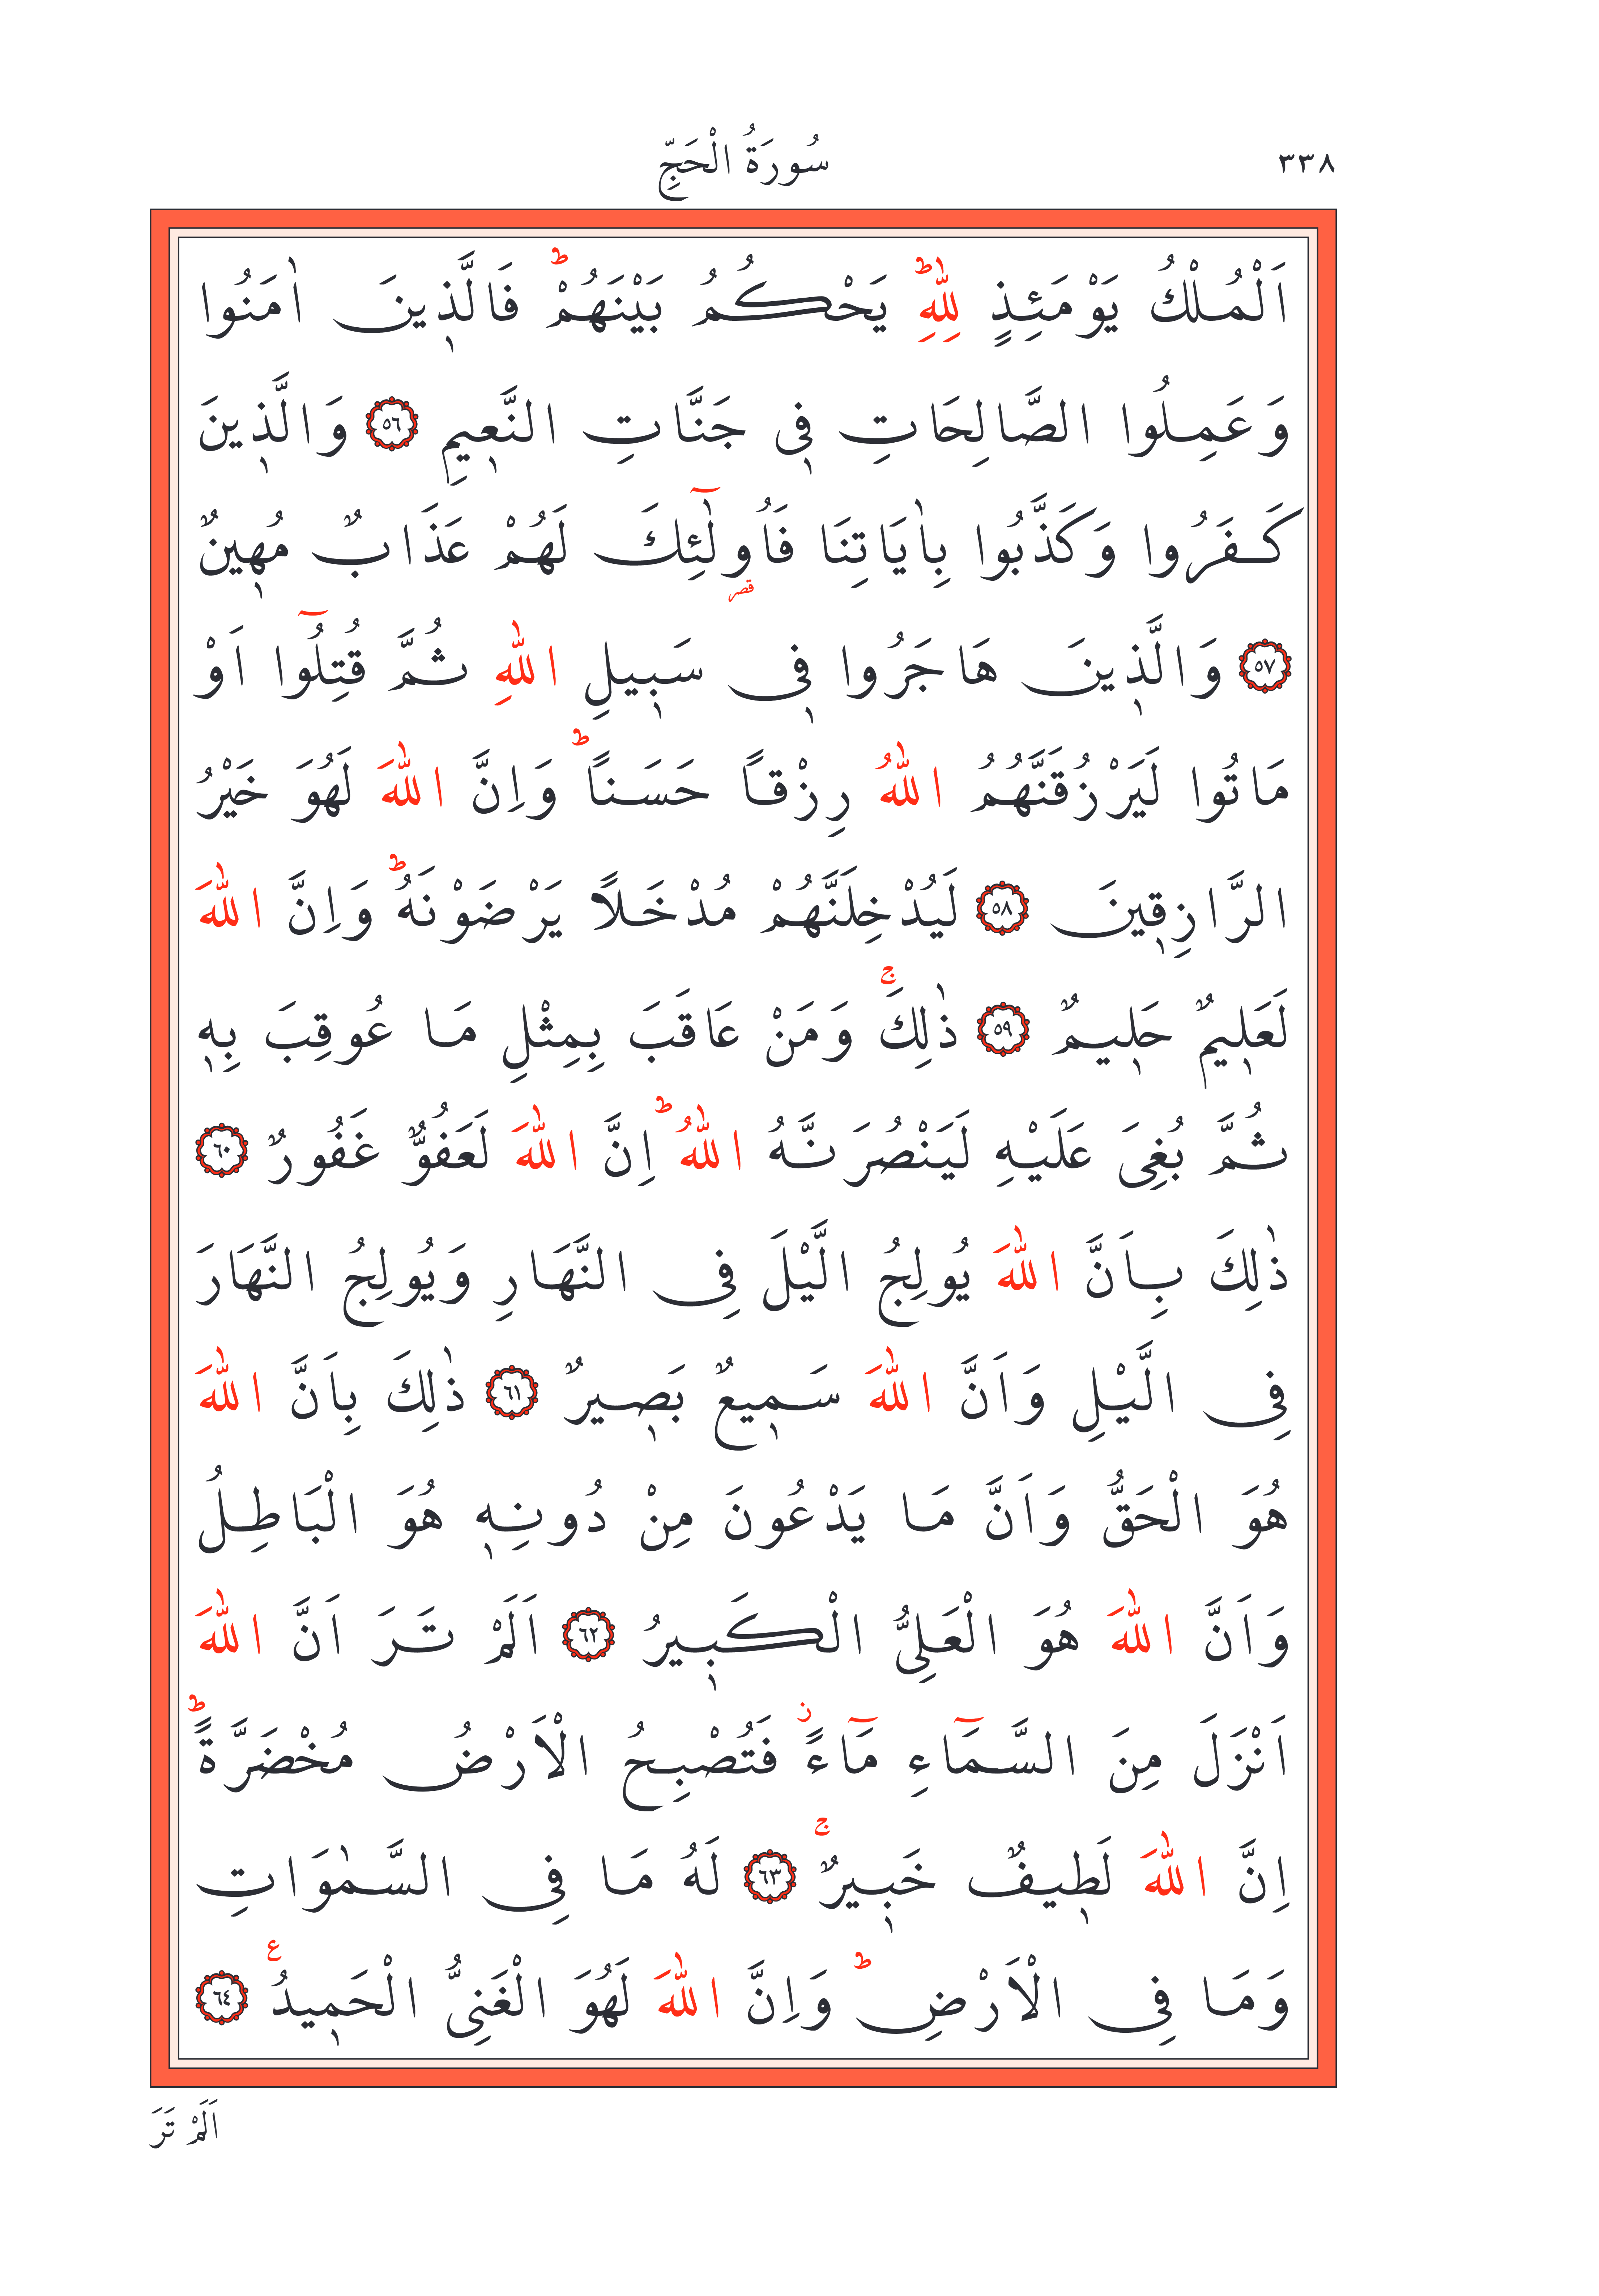 ٣٣٨
سُورَةُ الْحَجِّ
اَلْمُلْكُ يَوْمَئِذٍ لِلّٰهِۜ يَحْكُمُ بَيْنَهُمْۜ فَالَّذ۪ينَ اٰمَنُوا
وَعَمِلُوا الصَّالِحَاتِ ف۪ي جَنَّاتِ النَّع۪يمِ ﴿٥٦﴾ وَالَّذ۪ينَ
كَفَرُوا وَكَذَّبُوا بِاٰيَاتِنَا فَاُو۬لٰٓئِكَ لَهُمْ عَذَابٌ مُه۪ينٌ
﴿٥٧﴾ وَالَّذ۪ينَ هَاجَرُوا ف۪ي سَب۪يلِ اللّٰهِ ثُمَّ قُتِلُٓوا اَوْ
مَاتُوا لَيَرْزُقَنَّهُمُ اللّٰهُ رِزْقاً حَسَناًۜ وَاِنَّ اللّٰهَ لَهُوَ خَيْرُ
الرَّازِق۪ينَ ﴿٥٨﴾ لَيُدْخِلَنَّهُمْ مُدْخَلاً يَرْضَوْنَهُۜ وَاِنَّ اللّٰهَ
لَعَل۪يمٌ حَل۪يمٌ ﴿٥٩﴾ ذٰلِكَۚ وَمَنْ عَاقَبَ بِمِثْلِ مَا عُوقِبَ بِه۪
ثُمَّ بُغِيَ عَلَيْهِ لَيَنْصُرَنَّهُ اللّٰهُۜ اِنَّ اللّٰهَ لَعَفُوٌّ غَفُورٌ ﴿٦٠﴾
ذٰلِكَ بِاَنَّ اللّٰهَ يُولِجُ الَّيْلَ فِي النَّهَارِ وَيُولِجُ النَّهَارَ
فِي الَّيْلِ وَاَنَّ اللّٰهَ سَم۪يعٌ بَص۪يرٌ ﴿٦١﴾ ذٰلِكَ بِاَنَّ اللّٰهَ
هُوَ الْحَقُّ وَاَنَّ مَا يَدْعُونَ مِنْ دُونِه۪ هُوَ الْبَاطِلُ
وَاَنَّ اللّٰهَ هُوَ الْعَلِيُّ الْكَب۪يرُ ﴿٦٢﴾ اَلَمْ تَرَ اَنَّ اللّٰهَ
اَنْزَلَ مِنَ السَّمَٓاءِ مَٓاءًۘ فَتُصْبِحُ الْاَرْضُ مُخْضَرَّةًۜ
اِنَّ اللّٰهَ لَط۪يفٌ خَب۪يرٌۚ ﴿٦٣﴾ لَهُ مَا فِي السَّمٰوَاتِ
وَمَا فِي الْاَرْضِۜ وَاِنَّ اللّٰهَ لَهُوَ الْغَنِيُّ الْحَم۪يدُ۟ ﴿٦٤﴾
اَلَمْ تَرَ